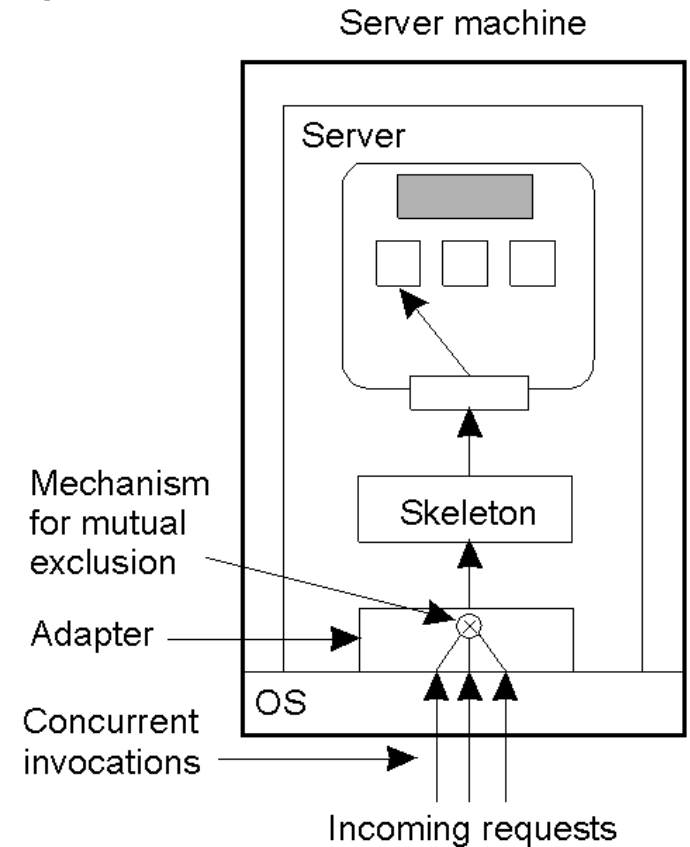 Server machine
Server
Mechanism
for mutual
exclusion
Skeleton
Adapter
OS
Concurrent
invocations
Incoming requests